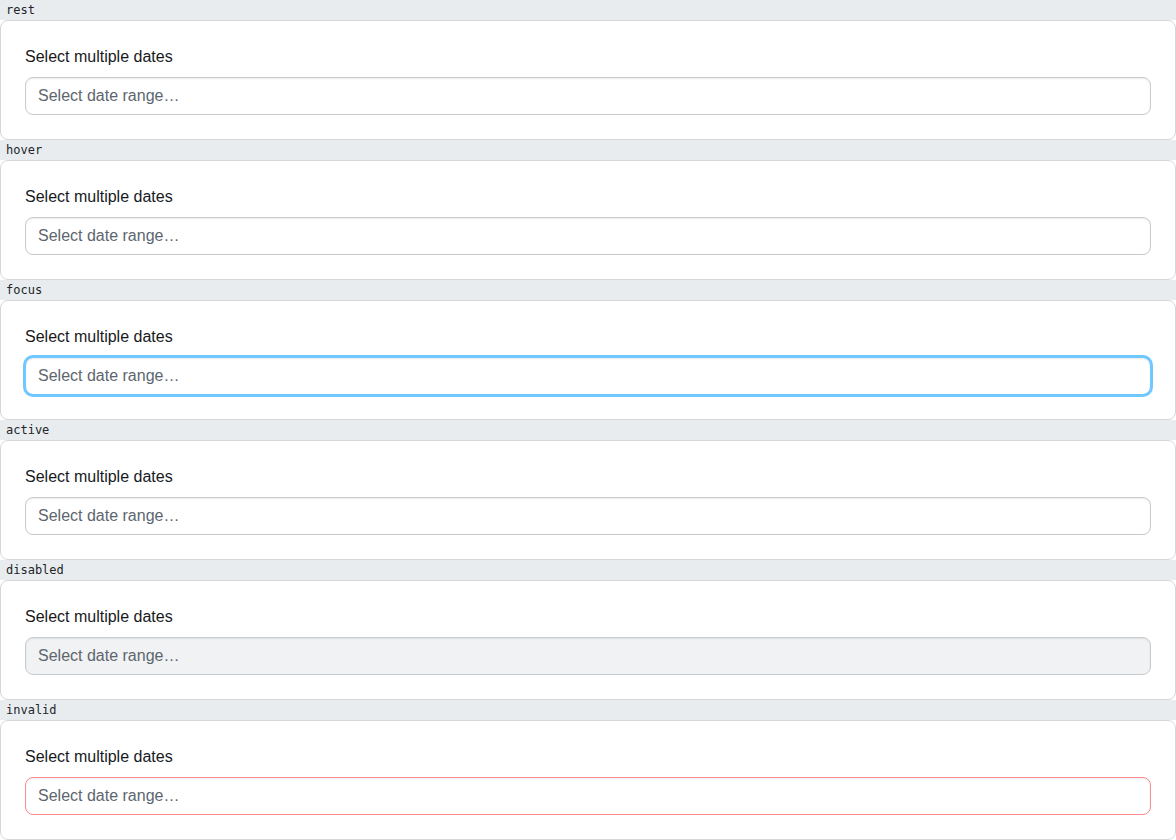 rest
Select multiple dates
Select date range…
hover
Select multiple dates
Select date range…
focus
Select multiple dates
Select date range…
active
Select multiple dates
Select date range…
disabled
Select multiple dates
Select date range…
invalid
Select multiple dates
Select date range…